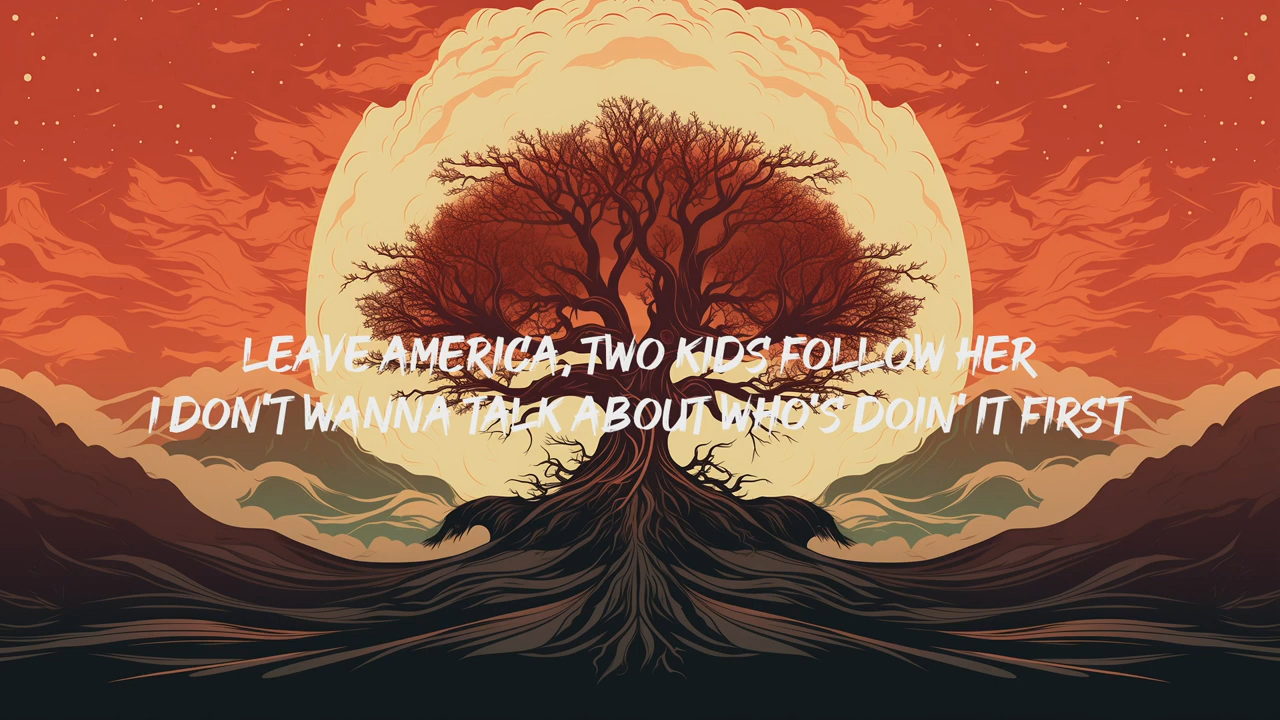 LEAVE AMERICA, TWO KIDS FOLLOW HER
I DON'T WANNA TALK ABOUT WHO'S DOIN' IT FIRST